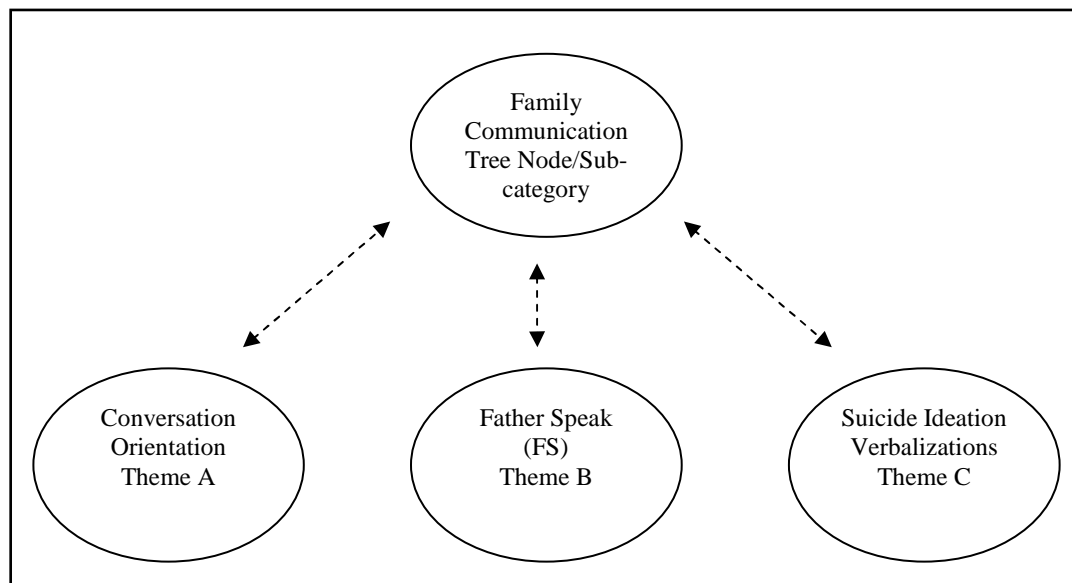 Family
Communication
Tree Node/Sub-
category
Conversation
Orientation
Theme A
Father Speak
(FS)
Theme B
Suicide Ideation
Verbalizations
Theme C